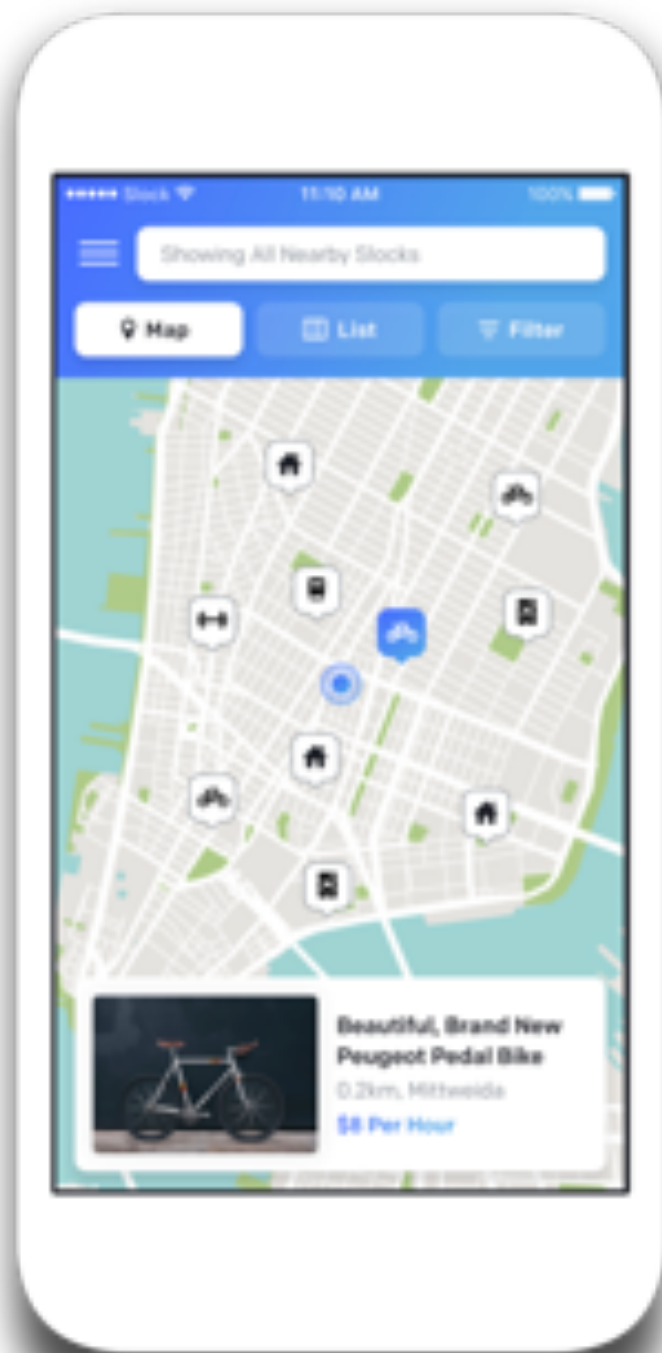 Slock 11:10 AM 100%
Showing All Nearby Slocks
Map List Filter
Beautiful, Brand New
Peugeot Pedal Bike
0.2km, Mittweida
$8 Per Hour